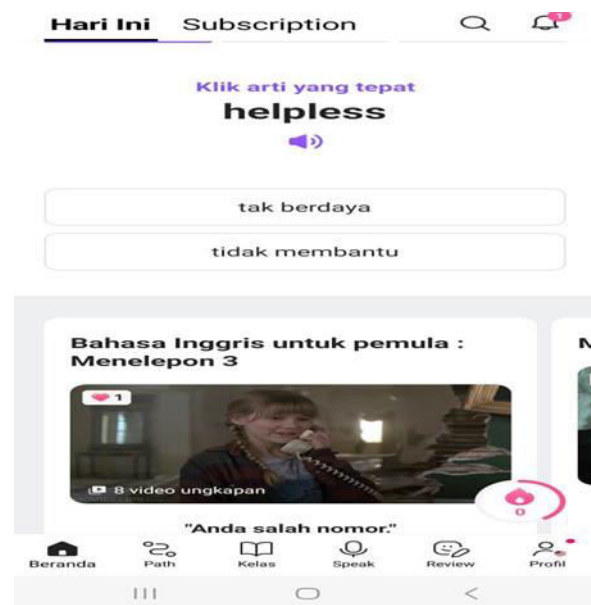 Hari Ini Subscription 1
Klik arti yang tepat
helpless
tak berdaya
tidak membantu
Bahasa Inggris untuk pemula :
Menelepon 3
1
8 video ungkapan
0
"Anda salah nomor."
Beranda Path Kelas Speak Review Profil